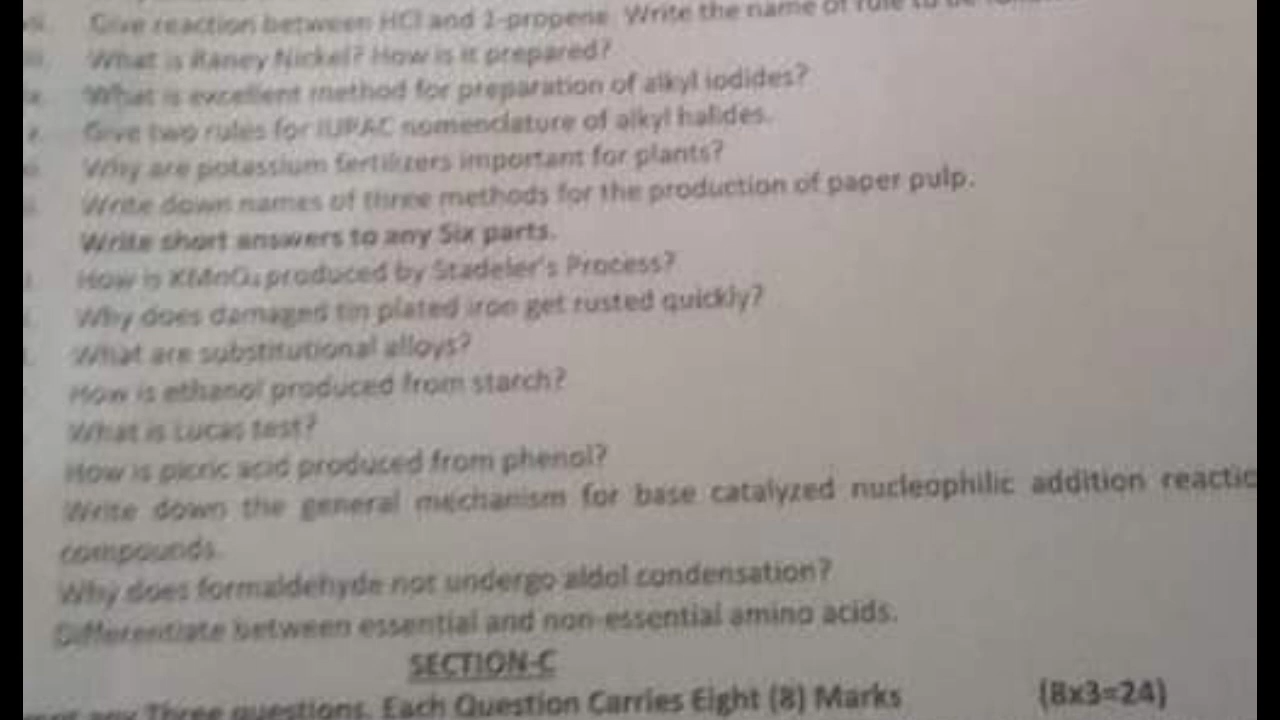 Give reaction between HCl and 1-propene. Write the name of rule to be
What is Raney Nickel? How is it prepared?
What is excellent method for preparation of alkyl iodides?
Give two rules for IUPAC nomenclature of alkyl halides.
Why are potassium fertilizers important for plants?
Write down names of three methods for the production of paper pulp.
Write short answers to any Six parts.
How is KMnO₄ produced by Stadeler's Process?
Why does damaged tin plated iron get rusted quickly?
What are substitutional alloys?
How is ethanol produced from starch?
What is Lucas test?
How is picric acid produced from phenol?
Write down the general mechanism for base catalyzed nucleophilic addition reactio
compounds.
Why does formaldehyde not undergo aldol condensation?
Differentiate between essential and non-essential amino acids.
SECTION-C
any Three questions. Each Question Carries Eight (8) Marks (8x3=24)